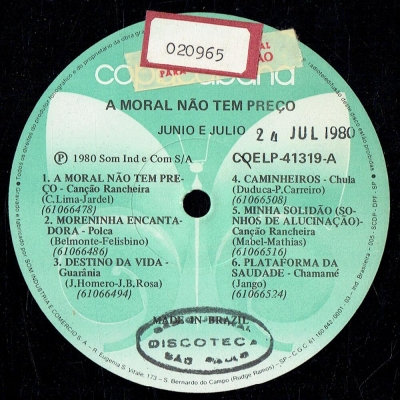 020965
A MORAL NÃO TEM PREÇO
JUNIO E JULIO
24 JUL 1980
Ⓟ 1980 Som Ind e Com S/A
COELP-41319-A
1. A MORAL NÃO TEM PRE-
ÇO - Canção Rancheira
(C.Lima-Jardel)
(61066478)
2. MORENINHA ENCANTA-
DORA - Polca
(Belmonte-Felisbino)
(61066486)
3. DESTINO DA VIDA -
Guarânia
(J.Homero-J.B.Rosa)
(61066494)
4. CAMINHEIROS - Chula
(Duduca-P.Carreiro)
(61066508)
5. MINHA SOLIDÃO (SO-
NHOS DE ALUCINAÇÃO)-
Canção Rancheira
(Mabel-Mathias)
(61066516)
6. PLATAFORMA DA
SAUDADE - Chamamé
(Jango)
(61066524)
MADE IN BRAZIL
DISCOTECA
SÃO PAULO